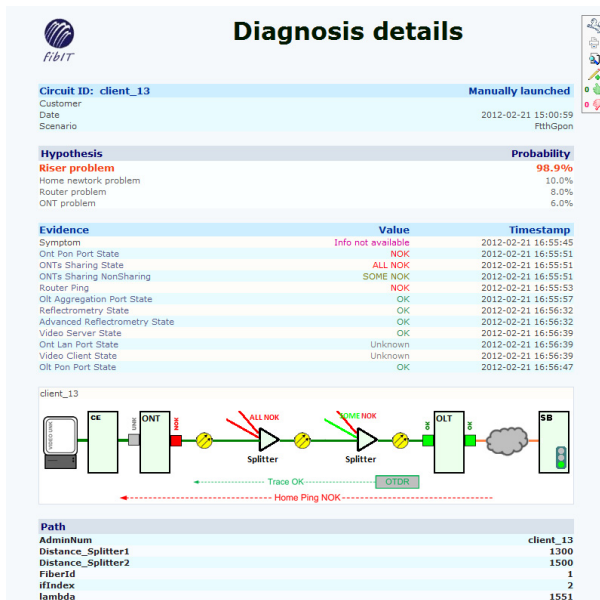 Diagnosis details
fibIT
Circuit ID: client_13 Manually launched
Customer
Date 2012-02-21 15:00:59
Scenario FtthGpon
Hypothesis Probability
Riser problem 98.9%
Home newtork problem 10.0%
Router problem 8.0%
ONT problem 6.0%
Evidence Value Timestamp
Symptom Info not available 2012-02-21 16:55:45
Ont Pon Port State NOK 2012-02-21 16:55:51
ONTs Sharing State ALL NOK 2012-02-21 16:55:51
ONTs Sharing NonSharing SOME NOK 2012-02-21 16:55:51
Router Ping NOK 2012-02-21 16:55:53
Olt Aggregation Port State OK 2012-02-21 16:55:57
Reflectrometry State OK 2012-02-21 16:56:32
Advanced Reflectrometry State OK 2012-02-21 16:56:32
Video Server State OK 2012-02-21 16:56:39
Ont Lan Port State Unknown 2012-02-21 16:56:39
Video Client State Unknown 2012-02-21 16:56:39
Olt Pon Port State OK 2012-02-21 16:56:47
client_13
VIDEO UNK CE UNK ONT NOK ALL NOK SOME NOK OK OLT OK SB
Splitter Splitter
Trace OK OTDR
Home Ping NOK
Path
AdminNum client_13
Distance_Splitter1 1300
Distance_Splitter2 1500
FiberId 1
ifIndex 2
lambda 1551
0
0